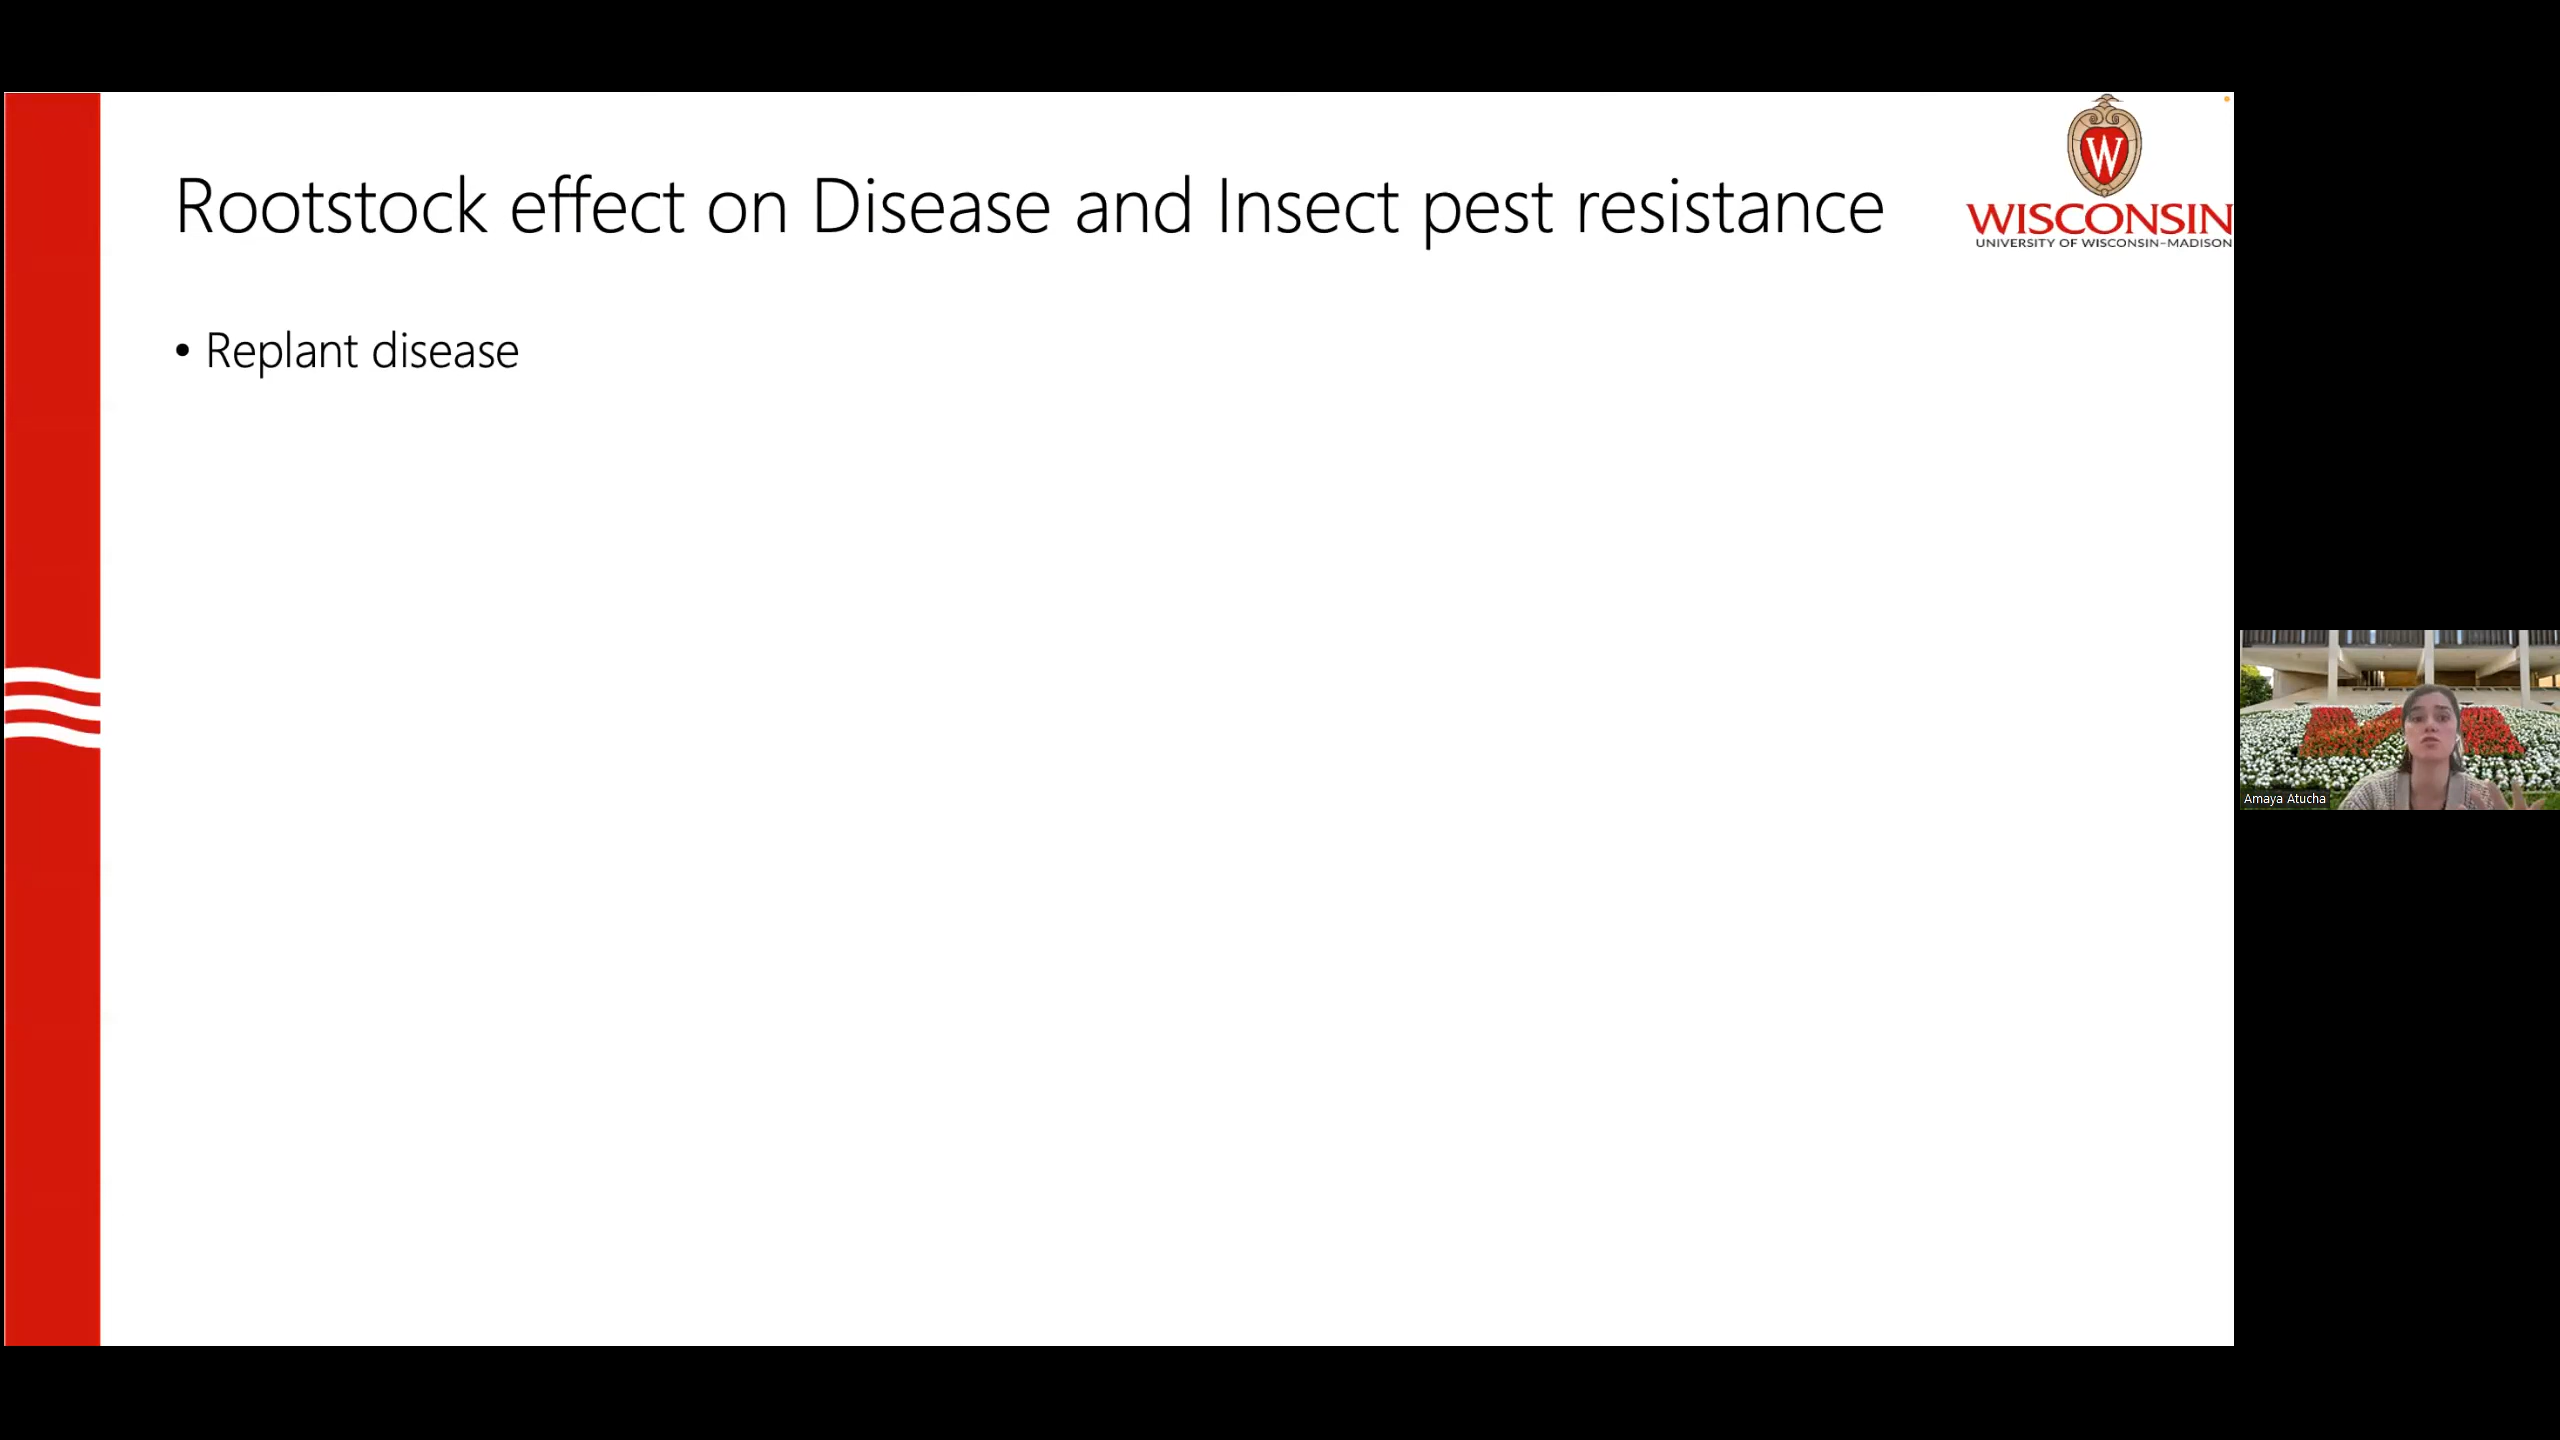 Rootstock effect on Disease and Insect pest resistance
W
WISCONSIN
UNIVERSITY OF WISCONSIN–MADISON
• Replant disease
Amaya Atucha